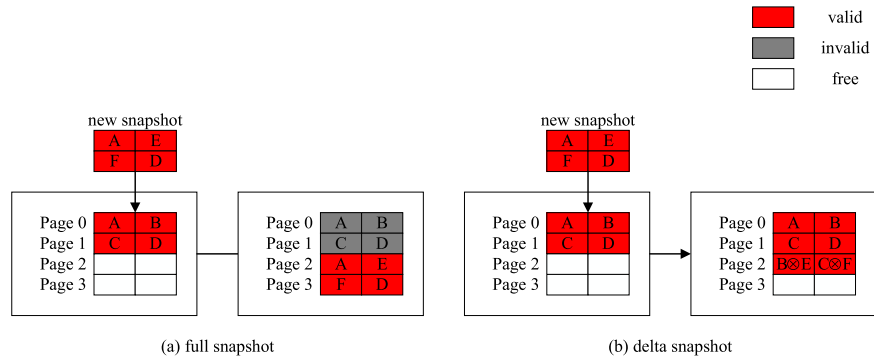 valid
invalid
free
new snapshot
A E
F D
Page 0 A B
Page 1 C D
Page 2
Page 3
A B
C D
Page 0
Page 1
Page 2 A E
Page 3 F D
(a) full snapshot
new snapshot
A E
F D
Page 0 A B
Page 1 C D
Page 2
Page 3
Page 0 A B
Page 1 C D
Page 2 B⊗E C⊗F
Page 3
(b) delta snapshot